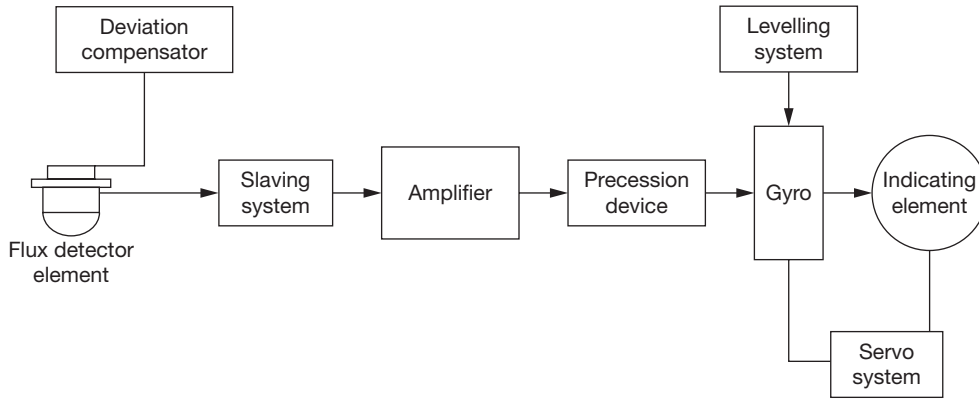 Deviation
compensator
Levelling
system
Flux detector
element
Slaving
system
Amplifier
Precession
device
Gyro
Indicating
element
Servo
system